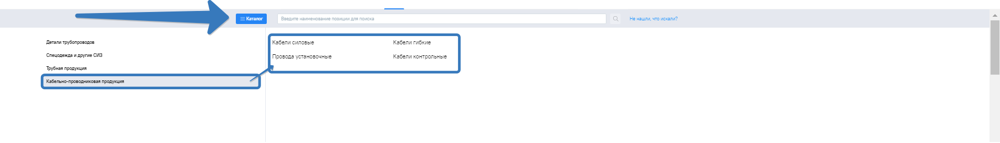 Каталог
Введите наименование позиции для поиска
Не нашли, что искали?
Детали трубопроводов
Спецодежда и другие СИЗ
Трубная продукция
Кабельно-проводниковая продукция
Кабели силовые
Кабели гибкие
Провода установочные
Кабели контрольные